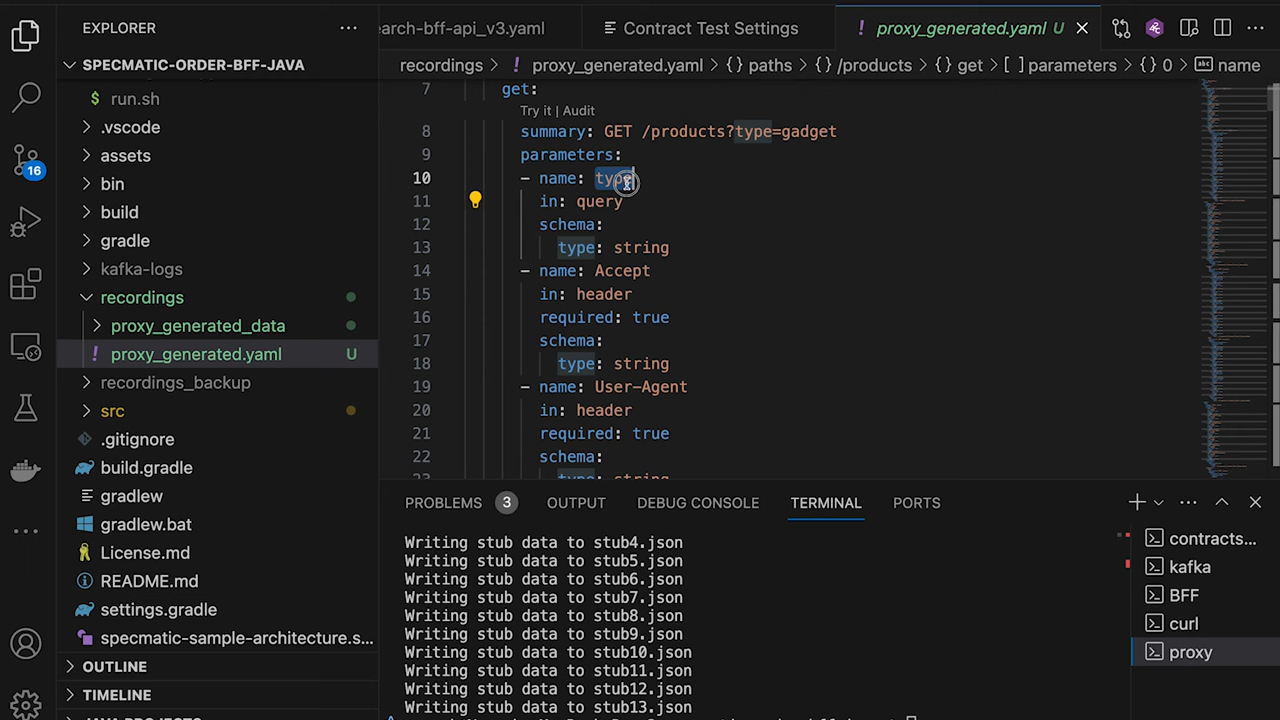 EXPLORER
SPECMATIC-ORDER-BFF-JAVA
$ run.sh
.vscode
assets
bin
build
gradle
kafka-logs
recordings
proxy_generated_data
! proxy_generated.yaml U
recordings_backup
src
.gitignore
build.gradle
gradlew
gradlew.bat
License.md
README.md
settings.gradle
specmatic-sample-architecture.s...
OUTLINE
TIMELINE
16
earch-bff-api_v3.yaml
Contract Test Settings
! proxy_generated.yaml U
recordings > ! proxy_generated.yaml > {} paths > {} /products > {} get > [ ] parameters > {} 0 > abc name
7 get:
Try it | Audit
8 summary: GET /products?type=gadget
9 parameters:
10 - name: type
11 in: query
12 schema:
13 type: string
14 - name: Accept
15 in: header
16 required: true
17 schema:
18 type: string
19 - name: User-Agent
20 in: header
21 required: true
22 schema:
23 type: string
PROBLEMS 3 OUTPUT DEBUG CONSOLE TERMINAL PORTS
Writing stub data to stub4.json
Writing stub data to stub5.json
Writing stub data to stub6.json
Writing stub data to stub7.json
Writing stub data to stub8.json
Writing stub data to stub9.json
Writing stub data to stub10.json
Writing stub data to stub11.json
Writing stub data to stub12.json
Writing stub data to stub13.json
contracts...
kafka
BFF
curl
proxy